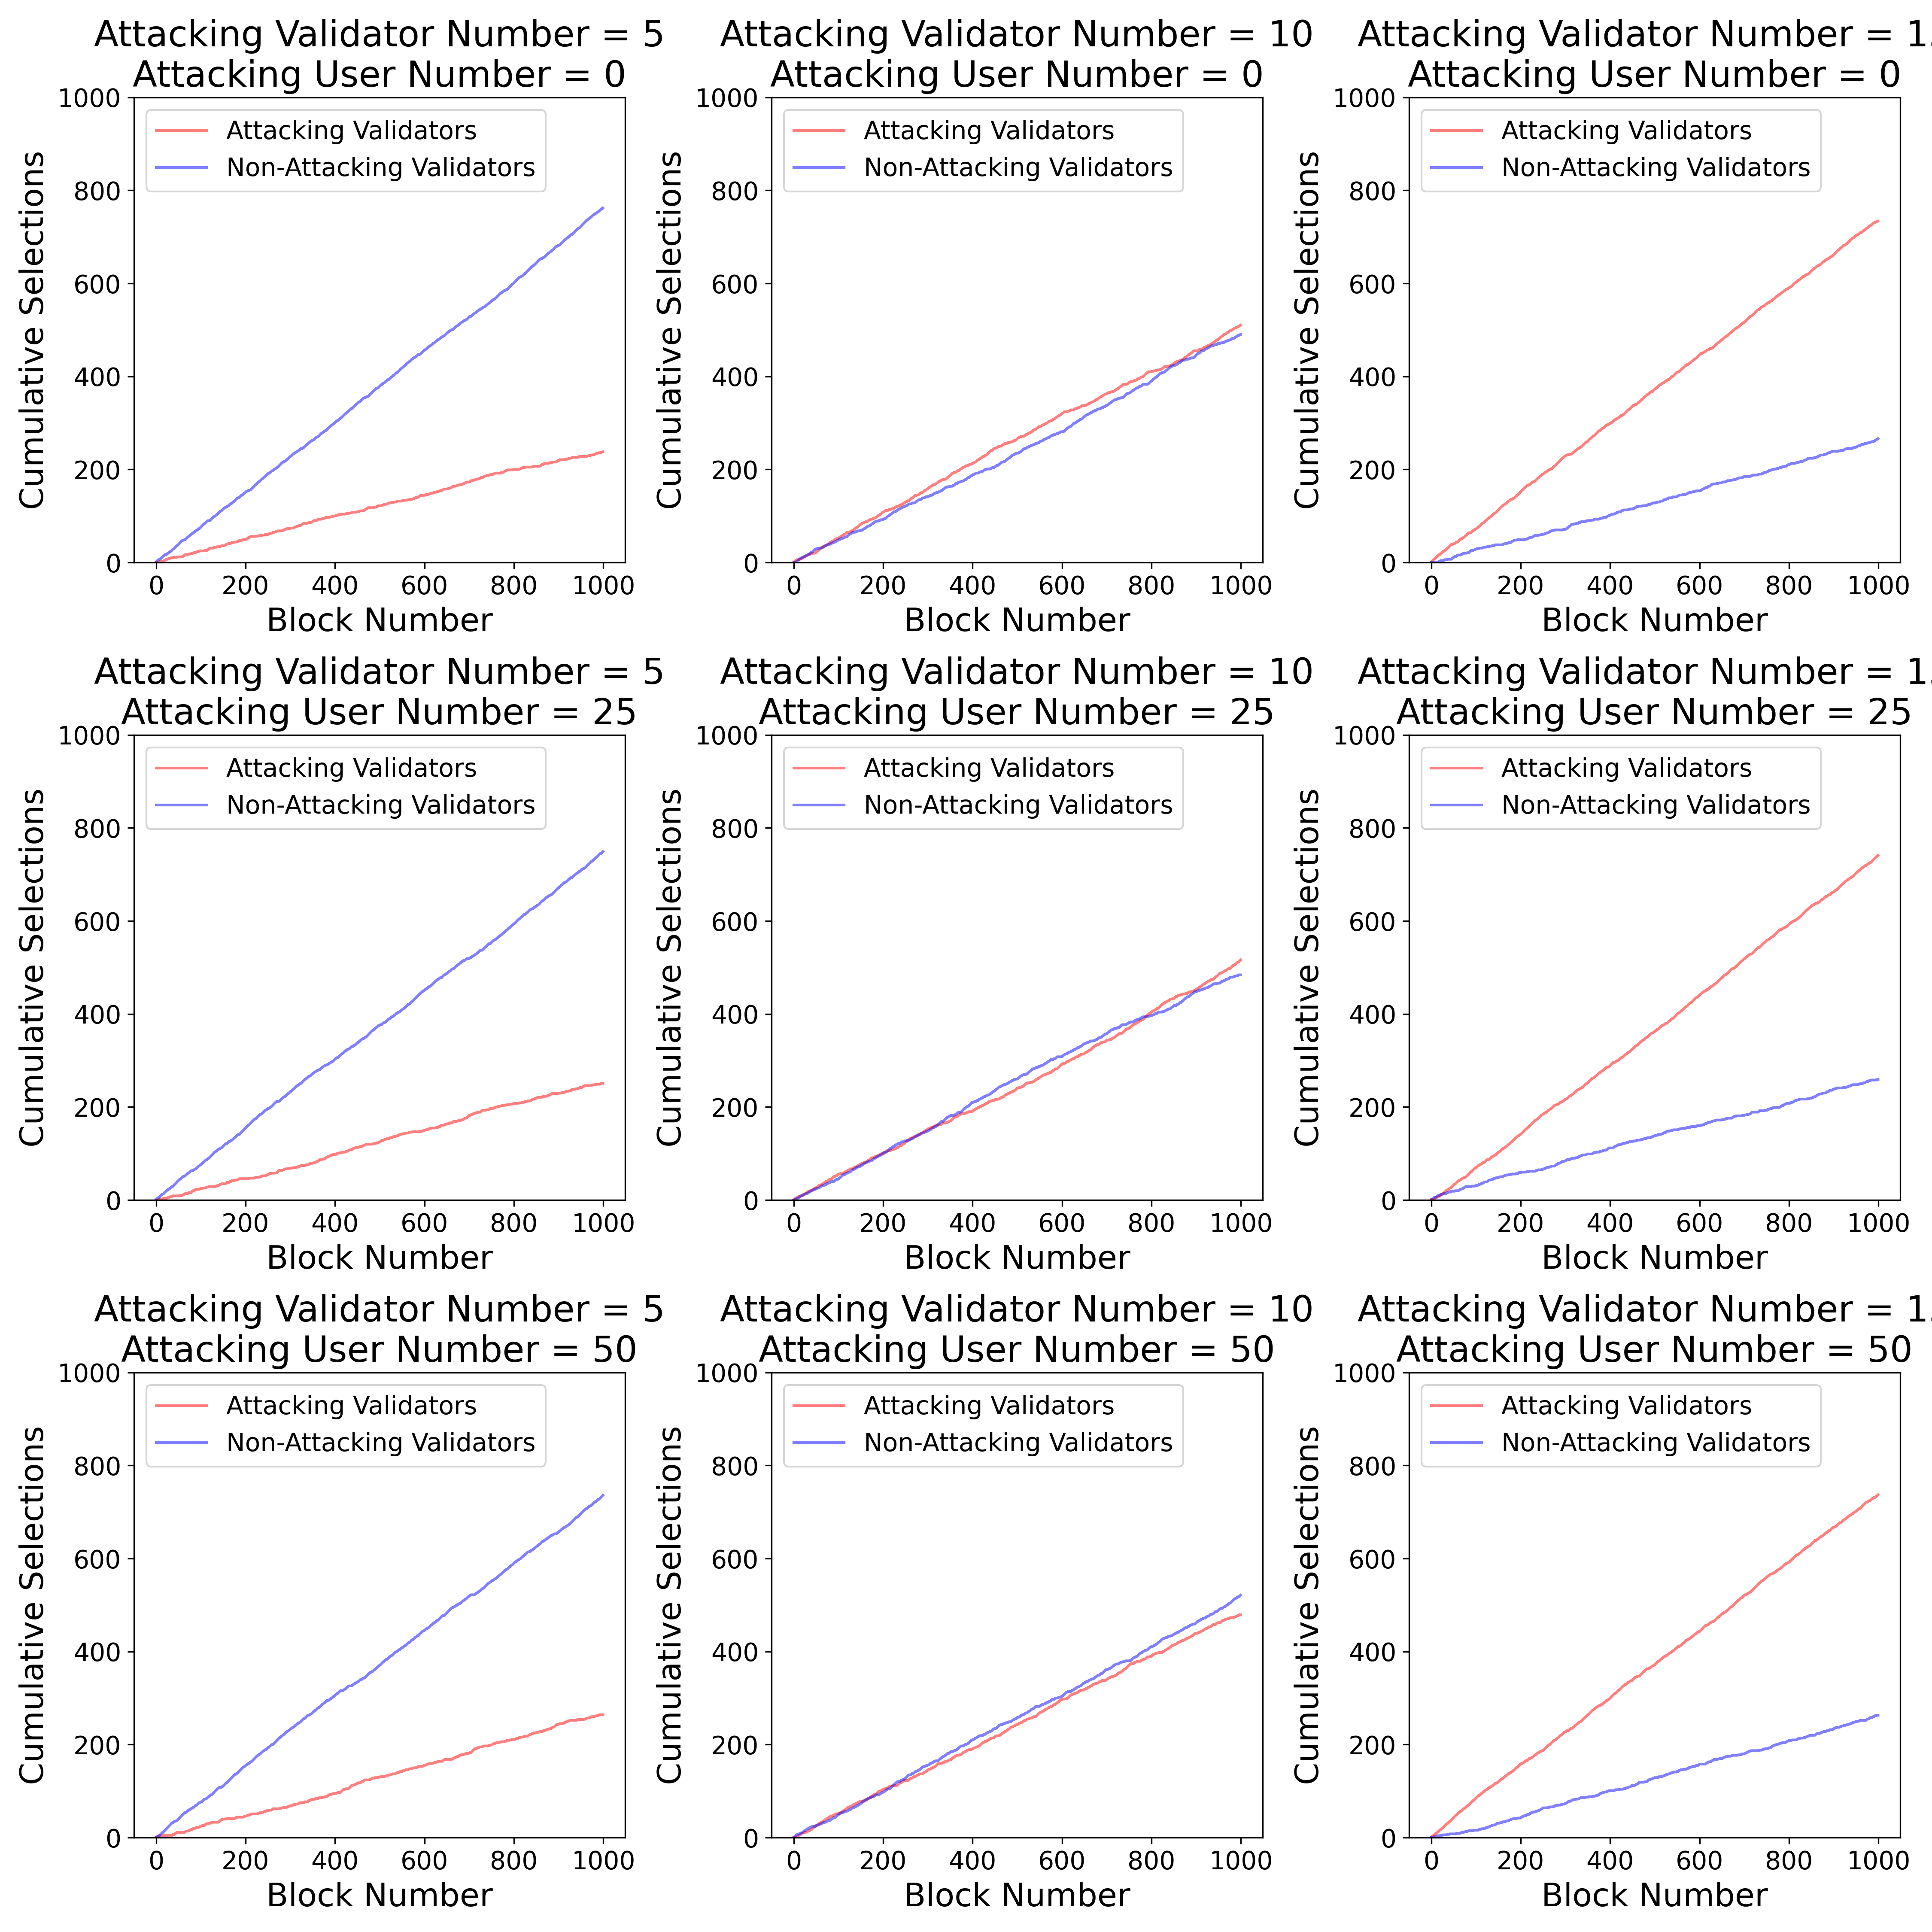 Attacking Validator Number = 5
Attacking User Number = 0
1000
800
600
400
200
0
Cumulative Selections
Attacking Validators
Non-Attacking Validators
0 200 400 600 800 1000
Block Number
Attacking Validator Number = 10
Attacking User Number = 0
1000
800
600
400
200
0
Cumulative Selections
Attacking Validators
Non-Attacking Validators
0 200 400 600 800 1000
Block Number
Attacking Validator Number = 1
Attacking User Number = 0
1000
800
600
400
200
0
Cumulative Selections
Attacking Validators
Non-Attacking Validators
0 200 400 600 800 1000
Block Number
Attacking Validator Number = 5
Attacking User Number = 25
1000
800
600
400
200
0
Cumulative Selections
Attacking Validators
Non-Attacking Validators
0 200 400 600 800 1000
Block Number
Attacking Validator Number = 10
Attacking User Number = 25
1000
800
600
400
200
0
Cumulative Selections
Attacking Validators
Non-Attacking Validators
0 200 400 600 800 1000
Block Number
Attacking Validator Number = 1
Attacking User Number = 25
1000
800
600
400
200
0
Cumulative Selections
Attacking Validators
Non-Attacking Validators
0 200 400 600 800 1000
Block Number
Attacking Validator Number = 5
Attacking User Number = 50
1000
800
600
400
200
0
Cumulative Selections
Attacking Validators
Non-Attacking Validators
0 200 400 600 800 1000
Block Number
Attacking Validator Number = 10
Attacking User Number = 50
1000
800
600
400
200
0
Cumulative Selections
Attacking Validators
Non-Attacking Validators
0 200 400 600 800 1000
Block Number
Attacking Validator Number = 1
Attacking User Number = 50
1000
800
600
400
200
0
Cumulative Selections
Attacking Validators
Non-Attacking Validators
0 200 400 600 800 1000
Block Number